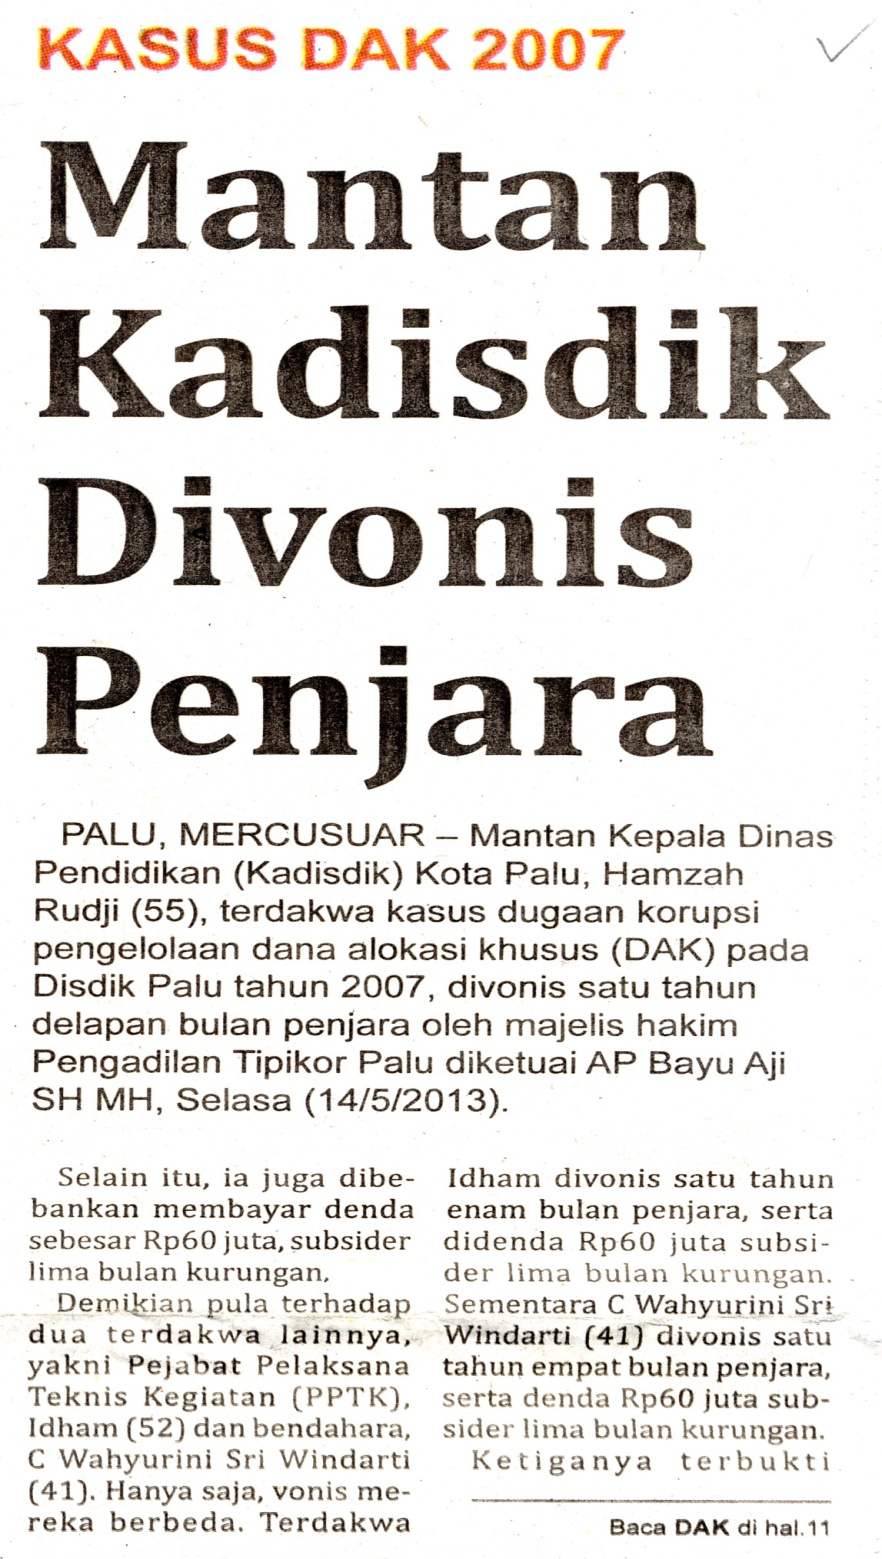 KASUS DAK 2007
Mantan
Kadisdik
Divonis
Penjara
PALU, MERCUSUAR – Mantan Kepala Dinas
Pendidikan (Kadisdik) Kota Palu, Hamzah
Rudji (55), terdakwa kasus dugaan korupsi
pengelolaan dana alokasi khusus (DAK) pada
Disdik Palu tahun 2007, divonis satu tahun
delapan bulan penjara oleh majelis hakim
Pengadilan Tipikor Palu diketuai AP Bayu Aji
SH MH, Selasa (14/5/2013).
Selain itu, ia juga dibe-
bankan membayar denda
sebesar Rp60 juta, subsider
lima bulan kurungan.
Demikian pula terhadap
dua terdakwa lainnya,
yakni Pejabat Pelaksana
Teknis Kegiatan (PPTK),
Idham (52) dan bendahara,
C Wahyurini Sri Windarti
(41). Hanya saja, vonis me-
reka berbeda. Terdakwa
Idham divonis satu tahun
enam bulan penjara, serta
didenda Rp60 juta subsi-
der lima bulan kurungan.
Sementara C Wahyurini Sri
Windarti (41) divonis satu
tahun empat bulan penjara,
serta denda Rp60 juta sub-
sider lima bulan kurungan.
Ketiganya terbukti
Baca DAK di hal.11